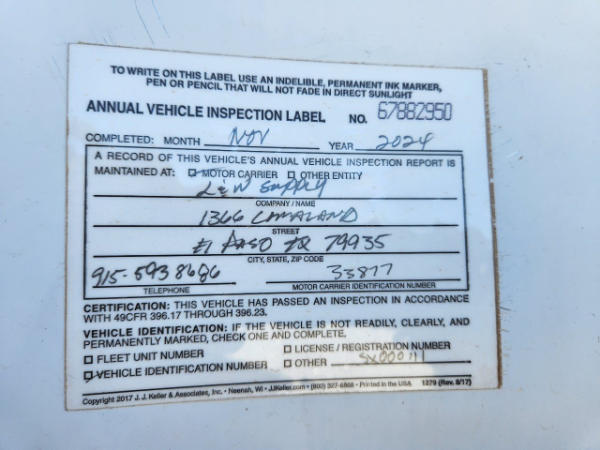 TO WRITE ON THIS LABEL USE AN INDELIBLE, PERMANENT INK MARKER,
PEN OR PENCIL THAT WILL NOT FADE IN DIRECT SUNLIGHT
ANNUAL VEHICLE INSPECTION LABEL NO. 67882950
COMPLETED: MONTH NOV YEAR 2024
A RECORD OF THIS VEHICLE'S ANNUAL VEHICLE INSPECTION REPORT IS
MAINTAINED AT: ☑ MOTOR CARRIER ☐ OTHER ENTITY
L&W Supply
COMPANY/NAME
1366 LOMALAND
STREET
El PASO TX 79935
CITY, STATE, ZIP CODE
915-593 8686 33877
TELEPHONE MOTOR CARRIER IDENTIFICATION NUMBER
CERTIFICATION: THIS VEHICLE HAS PASSED AN INSPECTION IN ACCORDANCE
WITH 49CFR 396.17 THROUGH 396.23.
VEHICLE IDENTIFICATION: IF THE VEHICLE IS NOT READILY, CLEARLY, AND
PERMANENTLY MARKED, CHECK ONE AND COMPLETE.
☐ FLEET UNIT NUMBER ☐ LICENSE / REGISTRATION NUMBER
☑ VEHICLE IDENTIFICATION NUMBER ☐ OTHER
Copyright 2017 J. J. Keller & Associates, Inc. • Neenah, WI • JJKeller.com • (800) 327-6868 • Printed in the USA 1379 (Rev. 8/17)